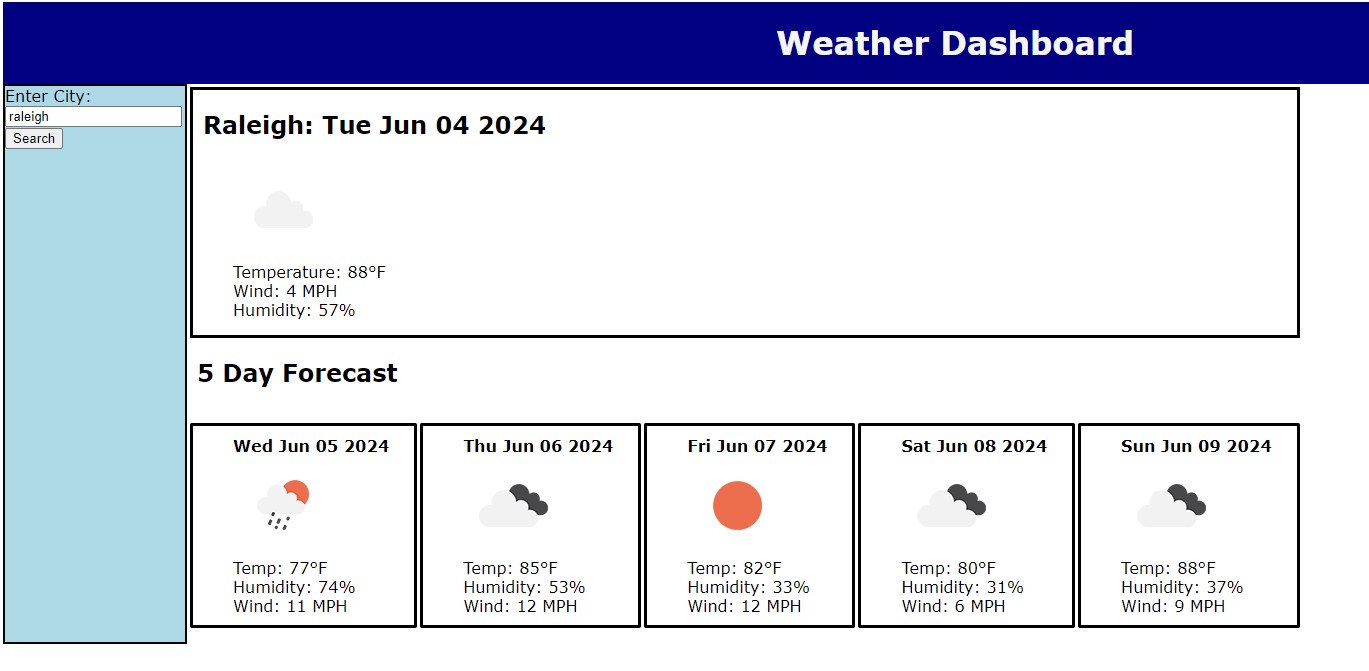 Weather Dashboard
Enter City:
raleigh
Search
Raleigh: Tue Jun 04 2024
Temperature: 88°F
Wind: 4 MPH
Humidity: 57%
5 Day Forecast
Wed Jun 05 2024
Temp: 77°F
Humidity: 74%
Wind: 11 MPH
Thu Jun 06 2024
Temp: 85°F
Humidity: 53%
Wind: 12 MPH
Fri Jun 07 2024
Temp: 82°F
Humidity: 33%
Wind: 12 MPH
Sat Jun 08 2024
Temp: 80°F
Humidity: 31%
Wind: 6 MPH
Sun Jun 09 2024
Temp: 88°F
Humidity: 37%
Wind: 9 MPH